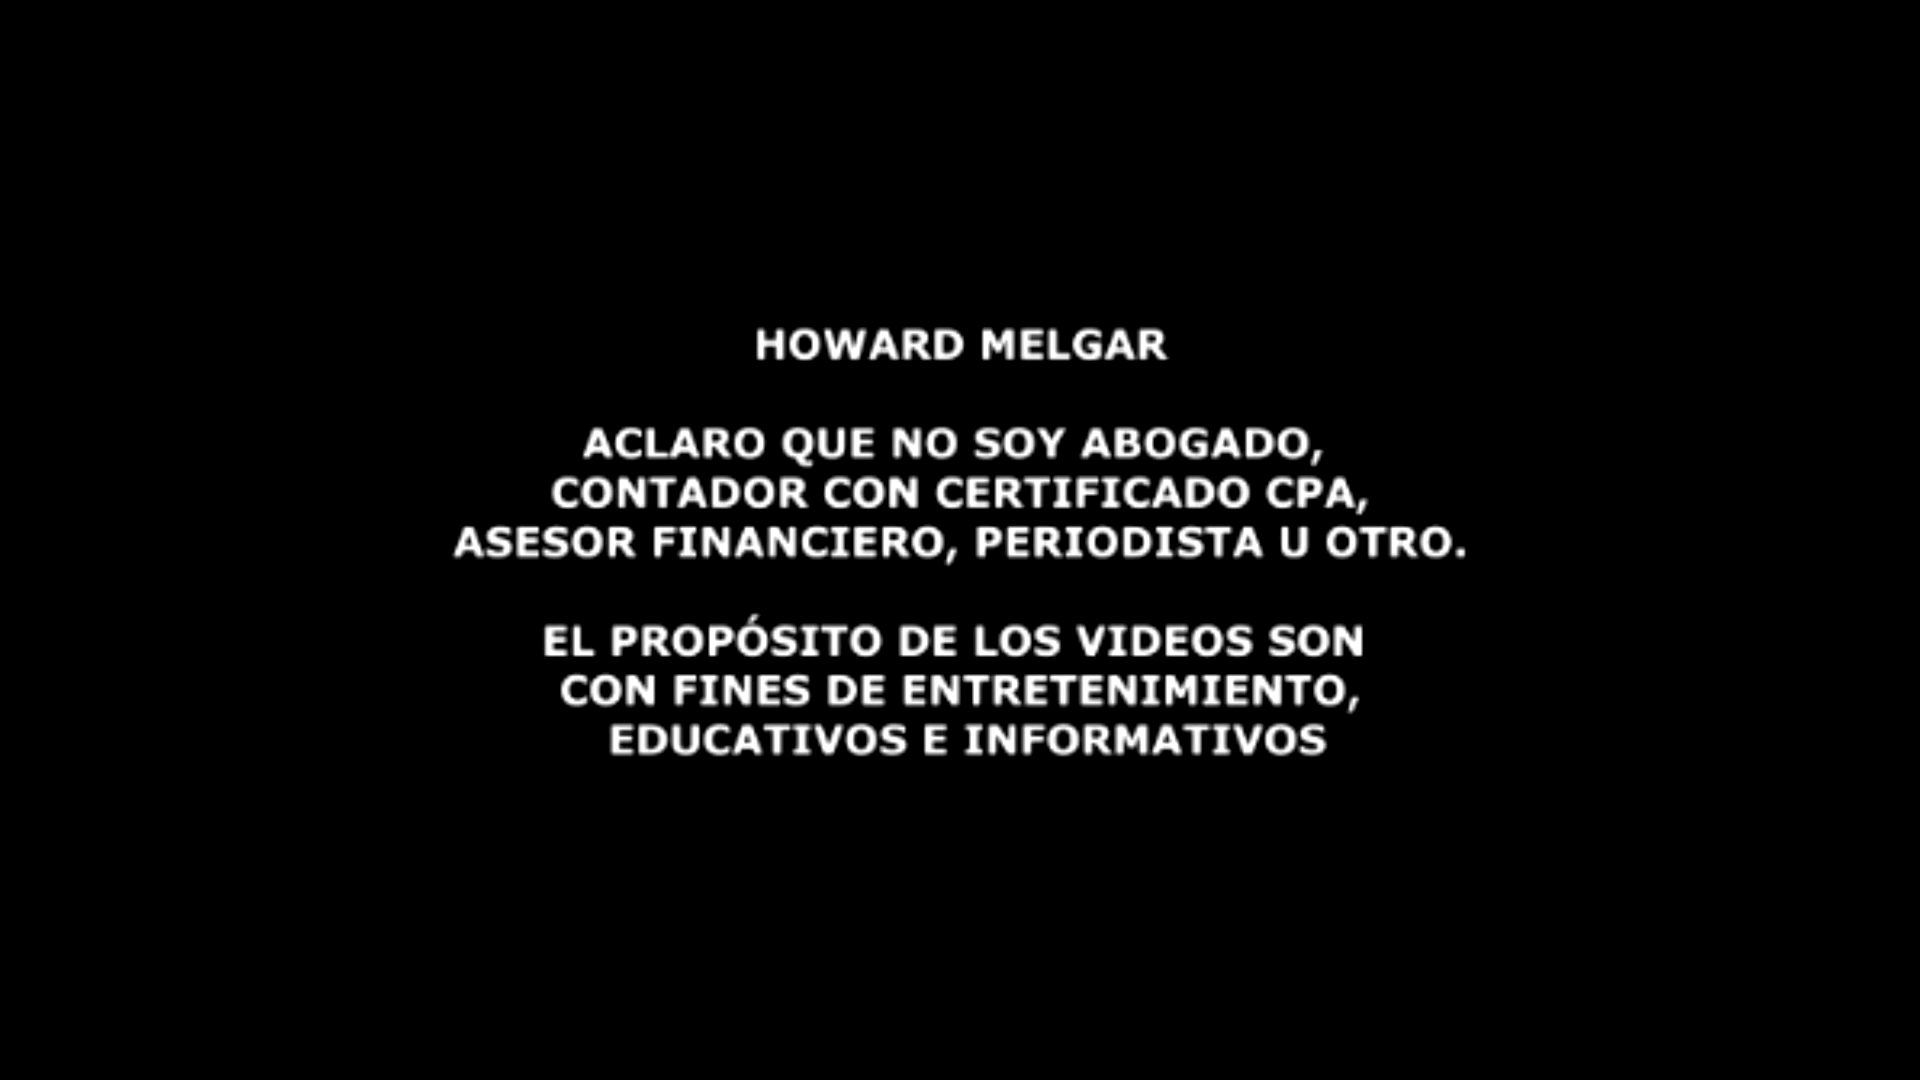 HOWARD MELGAR
ACLARO QUE NO SOY ABOGADO,
CONTADOR CON CERTIFICADO CPA,
ASESOR FINANCIERO, PERIODISTA U OTRO.
EL PROPÓSITO DE LOS VIDEOS SON
CON FINES DE ENTRETENIMIENTO,
EDUCATIVOS E INFORMATIVOS